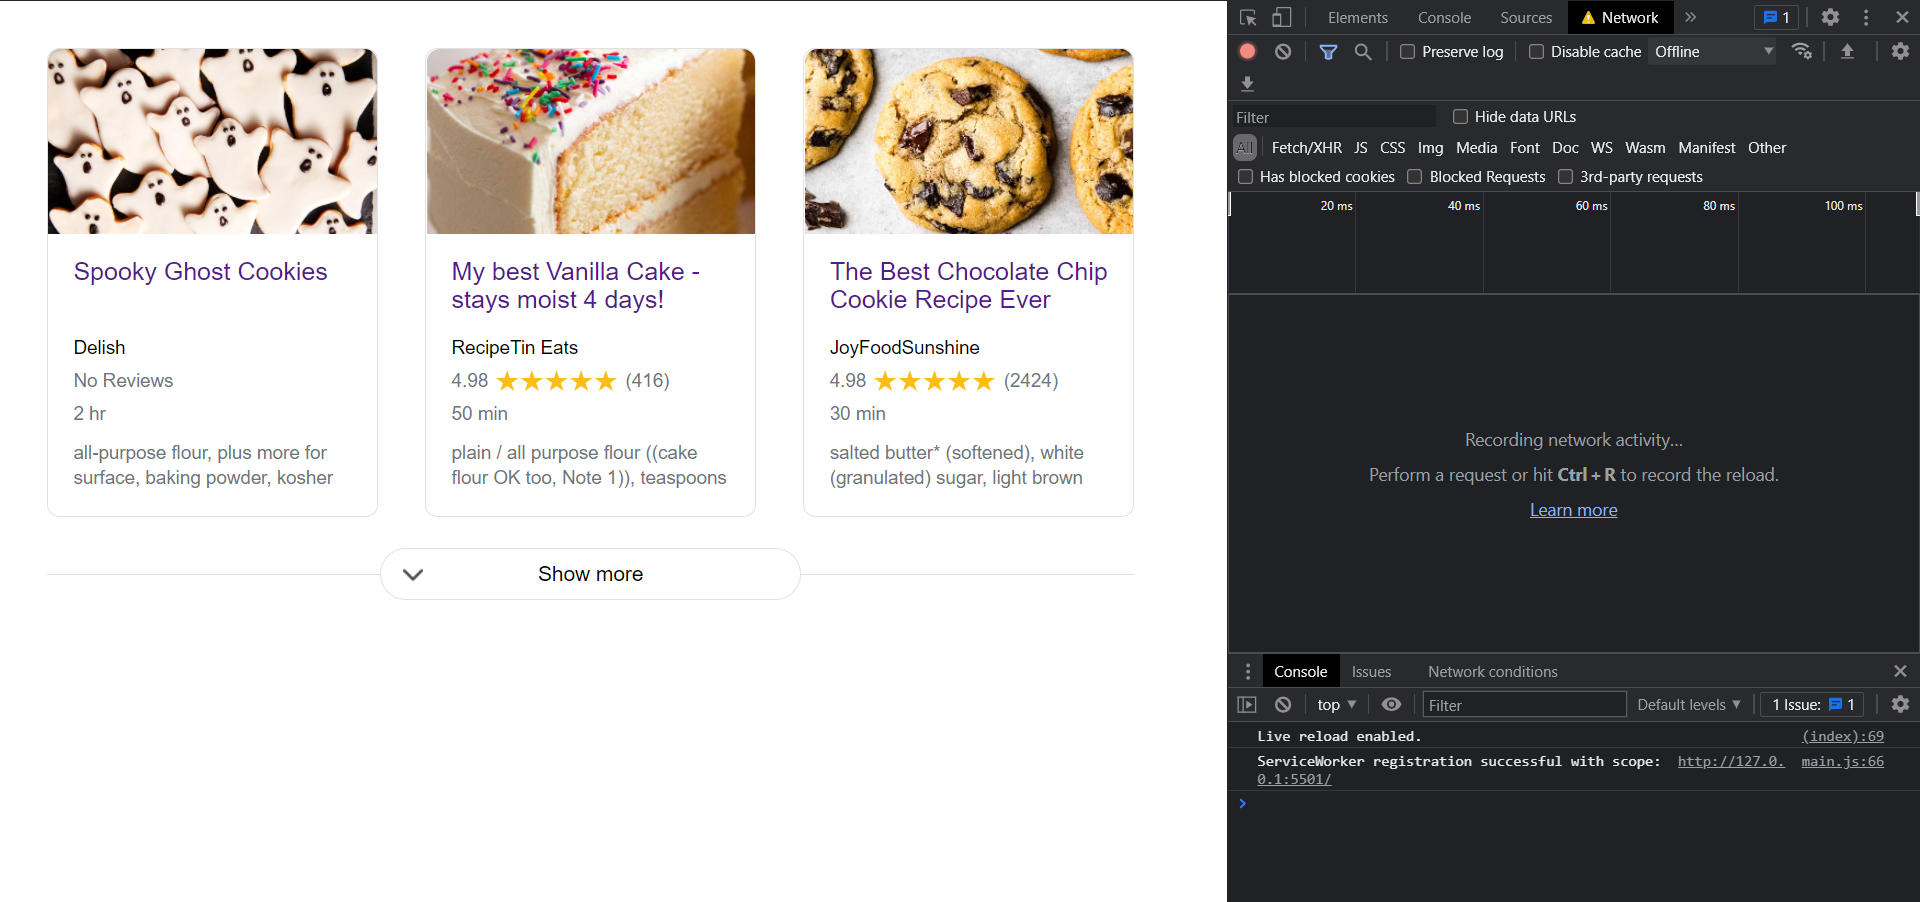 Spooky Ghost Cookies
Delish
No Reviews
2 hr
all-purpose flour, plus more for
surface, baking powder, kosher
My best Vanilla Cake -
stays moist 4 days!
RecipeTin Eats
4.98 ★★★★★ (416)
50 min
plain / all purpose flour ((cake
flour OK too, Note 1)), teaspoons
The Best Chocolate Chip
Cookie Recipe Ever
JoyFoodSunshine
4.98 ★★★★★ (2424)
30 min
salted butter* (softened), white
(granulated) sugar, light brown
Show more
Elements Console Sources Network » 1
Preserve log Disable cache Offline
Filter Hide data URLs
All Fetch/XHR JS CSS Img Media Font Doc WS Wasm Manifest Other
Has blocked cookies Blocked Requests 3rd-party requests
20 ms 40 ms 60 ms 80 ms 100 ms
Recording network activity...
Perform a request or hit Ctrl + R to record the reload.
Learn more
Console Issues Network conditions
top Filter Default levels 1 Issue: 1
Live reload enabled. (index):69
ServiceWorker registration successful with scope: http://127.0. main.js:66
0.1:5501/